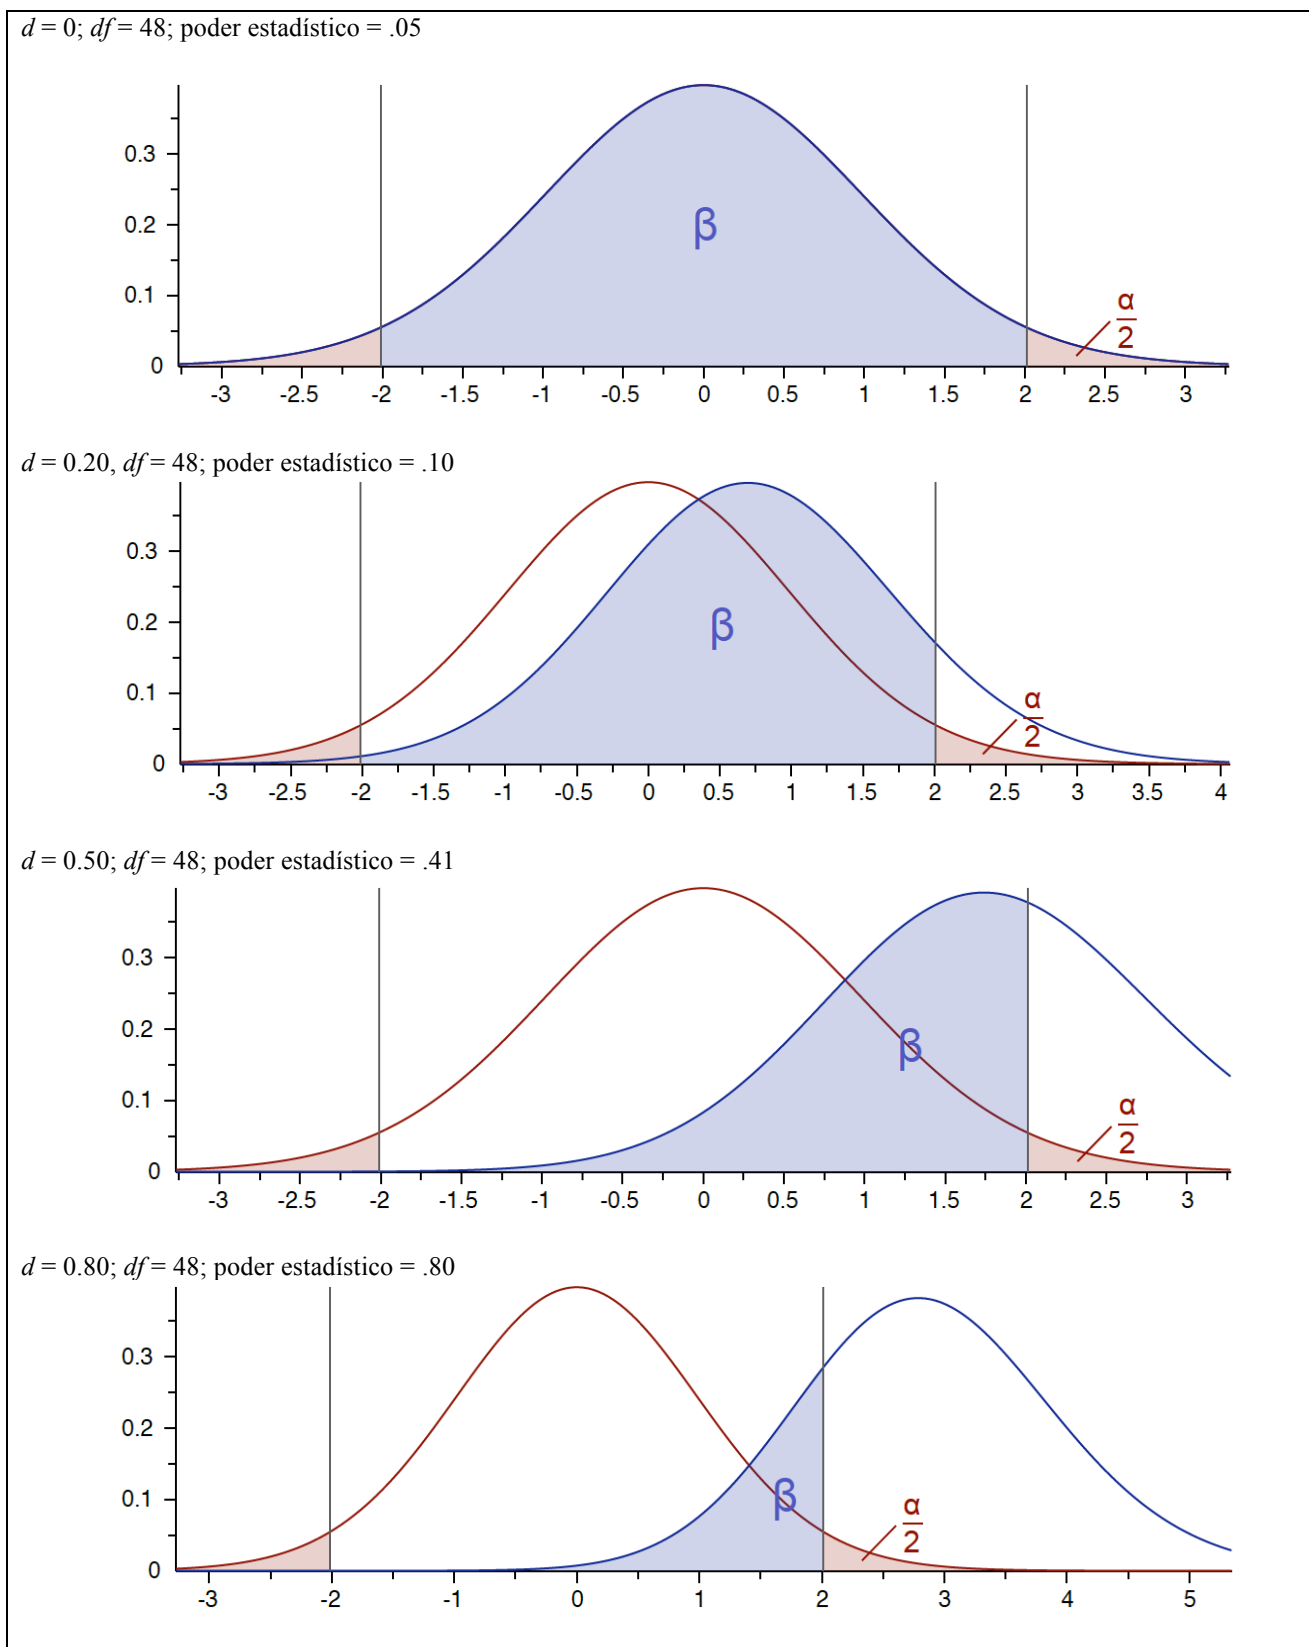 d = 0; df = 48; poder estadístico = .05
0.3
0.2
0.1
0
β
α
2
-3 -2.5 -2 -1.5 -1 -0.5 0 0.5 1 1.5 2 2.5 3
d = 0.20, df = 48; poder estadístico = .10
0.3
0.2
0.1
0
β
α
2
-3 -2.5 -2 -1.5 -1 -0.5 0 0.5 1 1.5 2 2.5 3 3.5 4
d = 0.50; df = 48; poder estadístico = .41
0.3
0.2
0.1
0
β
α
2
-3 -2.5 -2 -1.5 -1 -0.5 0 0.5 1 1.5 2 2.5 3
d = 0.80; df = 48; poder estadístico = .80
0.3
0.2
0.1
0
β
α
2
-3 -2 -1 0 1 2 3 4 5